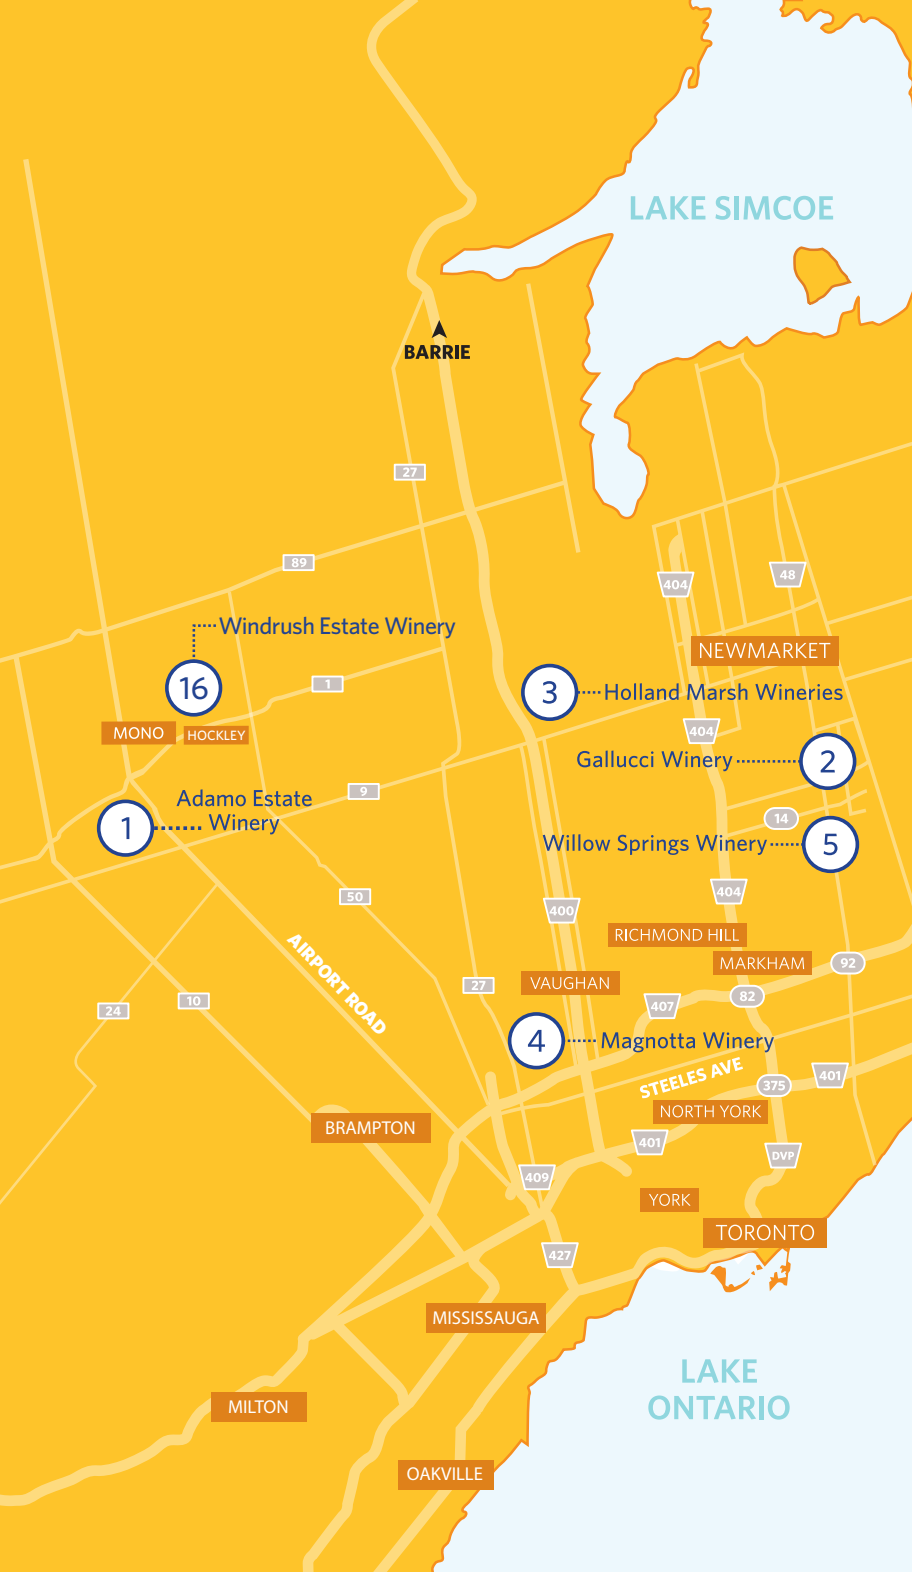 LAKE SIMCOE
BARRIE
27
89
404
48
Windrush Estate Winery
NEWMARKET
16
1
3
Holland Marsh Wineries
MONO
HOCKLEY
404
Gallucci Winery
2
9
Adamo Estate
Winery
1
14
Willow Springs Winery
5
50
404
400
RICHMOND HILL
AIRPORT ROAD
MARKHAM
92
VAUGHAN
27
82
10
24
407
4
Magnotta Winery
STEELES AVE
401
375
NORTH YORK
BRAMPTON
401
DVP
409
YORK
TORONTO
427
MISSISSAUGA
LAKE
ONTARIO
MILTON
OAKVILLE